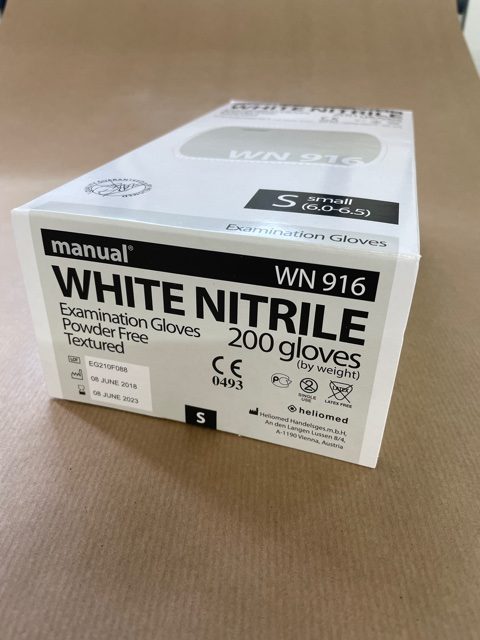 WHITE NITRILE
WN 916
S small
(6.0-6.5)
Examination Gloves
manual®
WN 916
WHITE NITRILE
Examination Gloves
Powder Free
Textured
200 gloves
(by weight)
LOT
EG210F088
08 JUNE 2018
08 JUNE 2023
CE
0493
SINGLE
USE
LATEX
LATEX FREE
heliomed
Heliomed Handelsges.m.b.H,
An den Langen Lussen 8/4,
A-1190 Vienna, Austria
S